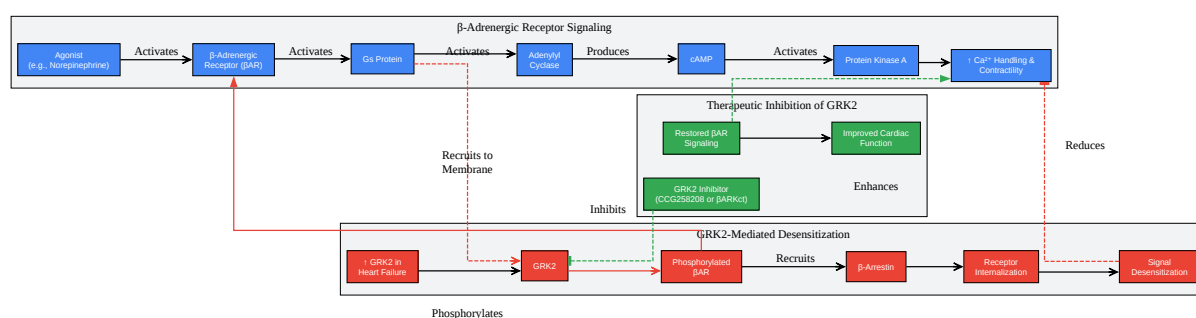 β-Adrenergic Receptor Signaling
Agonist
(e.g., Norepinephrine)
Activates
β-Adrenergic
Receptor (βAR)
Activates
Gs Protein
Activates
Adenylyl
Cyclase
Produces
cAMP
Activates
Protein Kinase A
↑ Ca²⁺ Handling &
Contractility
Therapeutic Inhibition of GRK2
Restored βAR
Signaling
Improved Cardiac
Function
Recruits to
Membrane
Reduces
GRK2 Inhibitor
(CCG258208 or βARKct)
Enhances
Inhibits
GRK2-Mediated Desensitization
↑ GRK2 in
Heart Failure
GRK2
Phosphorylated
βAR
Recruits
β-Arrestin
Receptor
Internalization
Signal
Desensitization
Phosphorylates